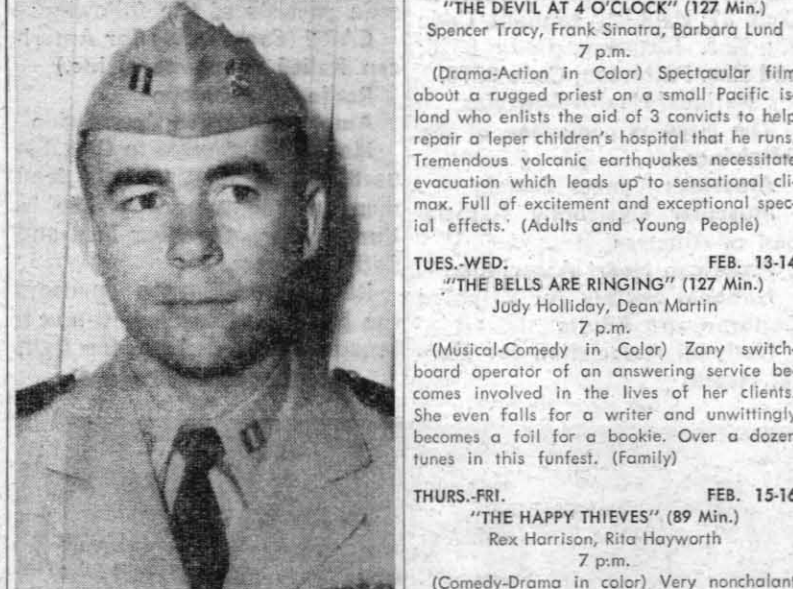 "THE DEVIL AT 4 O'CLOCK" (127 Min.)
Spencer Tracy, Frank Sinatra, Barbara Lund
7 p.m.
(Drama-Action in Color) Spectacular film
about a rugged priest on a small Pacific is-
land who enlists the aid of 3 convicts to help
repair a leper children's hospital that he runs.
Tremendous volcanic earthquakes necessitate
evacuation which leads up to sensational cli-
max. Full of excitement and exceptional spec-
ial effects. (Adults and Young People)
TUES.-WED. FEB. 13-14
"THE BELLS ARE RINGING" (127 Min.)
Judy Holliday, Dean Martin
7 p.m.
(Musical-Comedy in Color) Zany switch-
board operator of an answering service be-
comes involved in the lives of her clients.
She even falls for a writer and unwittingly
becomes a foil for a bookie. Over a dozen
tunes in this funfest. (Family)
THURS.-FRI. FEB. 15-16
"THE HAPPY THIEVES" (89 Min.)
Rex Harrison, Rita Hayworth
7 p.m.
(Comedy-Drama in color) Very nonchalant